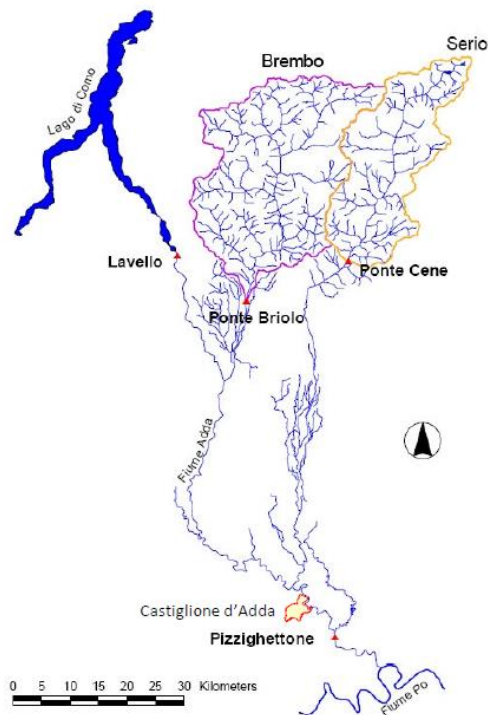 Serio
Brembo
Lago di Como
Lavello
Ponte Cene
Ponte Briolo
Fiume Adda
Castiglione d'Adda
Pizzighettone
0 5 10 15 20 25 30 Kilometers
Fiume Po